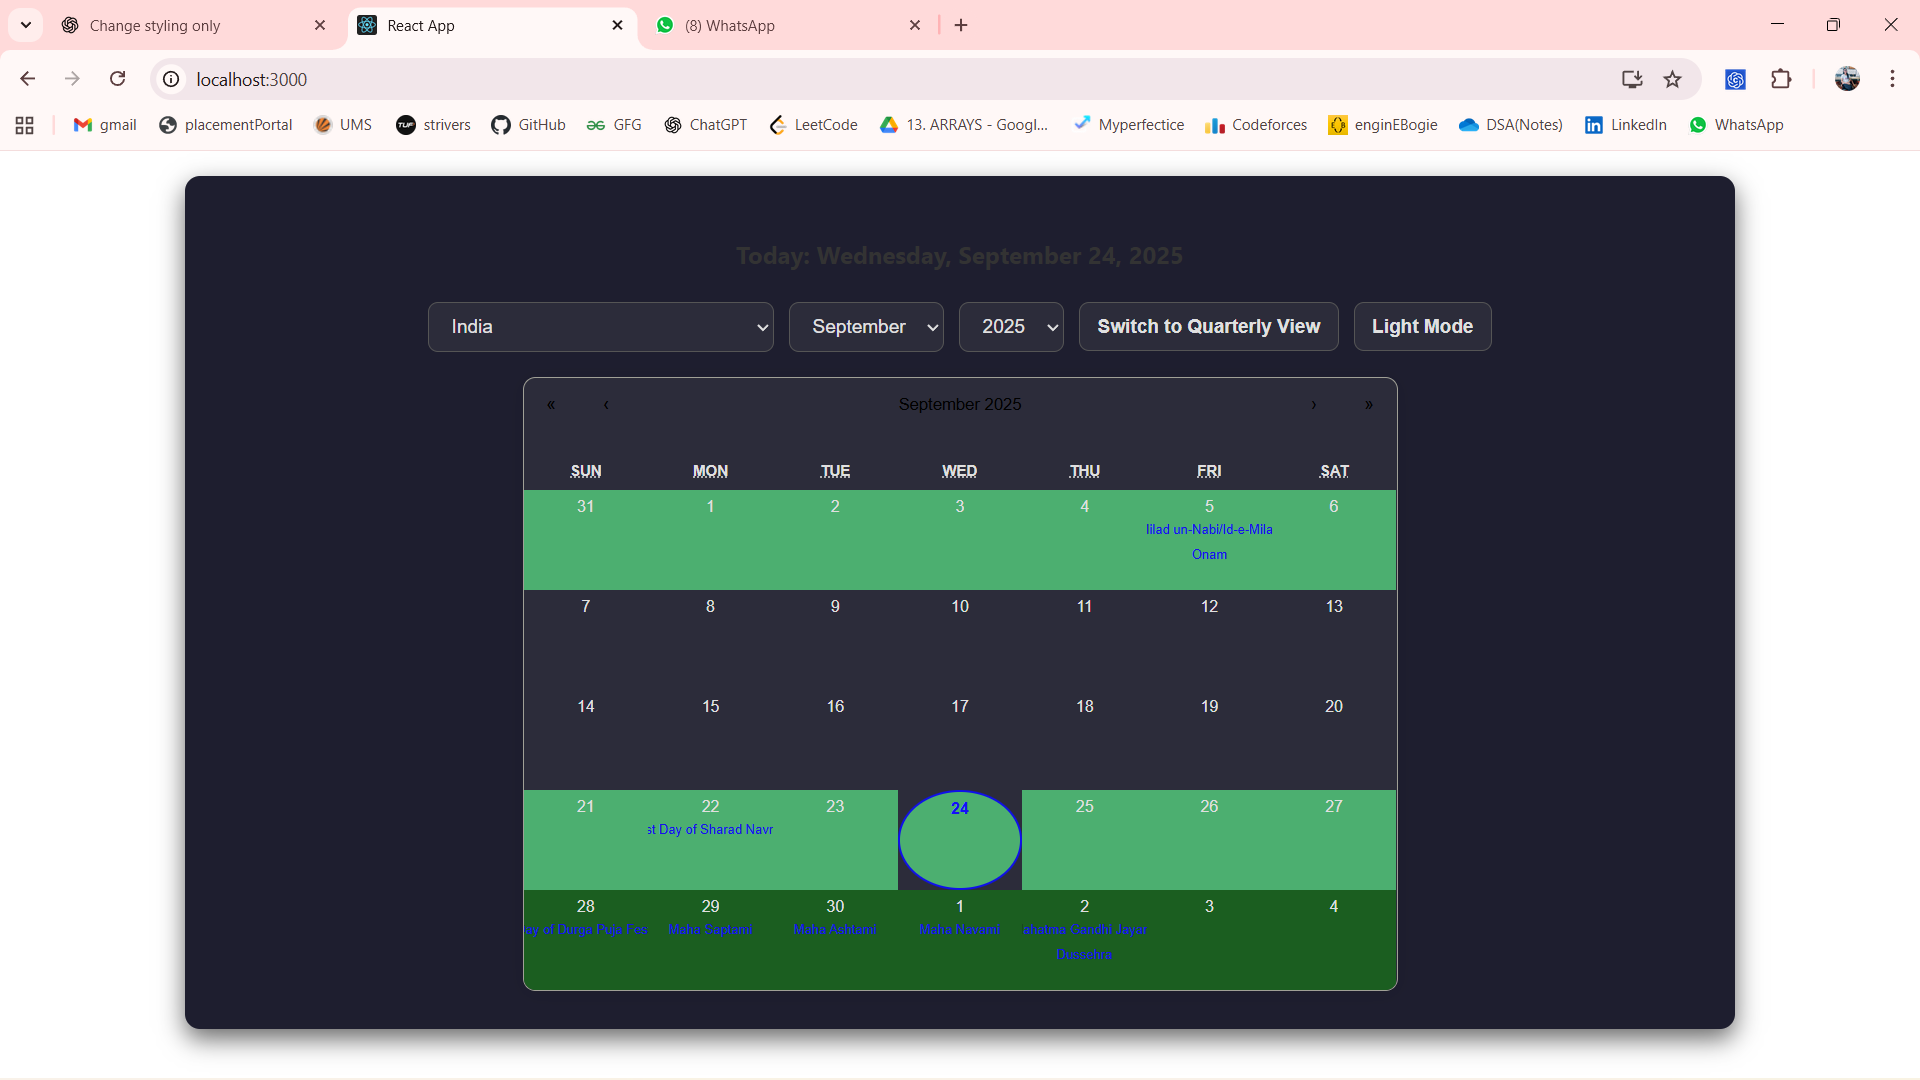 Change styling only
React App
(8) WhatsApp
localhost:3000
gmail placementPortal UMS TUF strivers GitHub GFG ChatGPT LeetCode 13. ARRAYS - Googl... Myperfectice Codeforces enginEBogie DSA(Notes) LinkedIn WhatsApp
Today: Wednesday, September 24, 2025
India September 2025 Switch to Quarterly View Light Mode
« ‹ September 2025 › »
SUN MON TUE WED THU FRI SAT
31 1 2 3 4 5 6
lilad un-Nabi/Id-e-Mila
Onam
7 8 9 10 11 12 13
14 15 16 17 18 19 20
21 22 23 24 25 26 27
st Day of Sharad Navr
28 29 30 1 2 3 4
Day of Durga Puja Fes Maha Saptami Maha Ashtami Maha Navami ahatma Gandhi Jayan
Dussehra